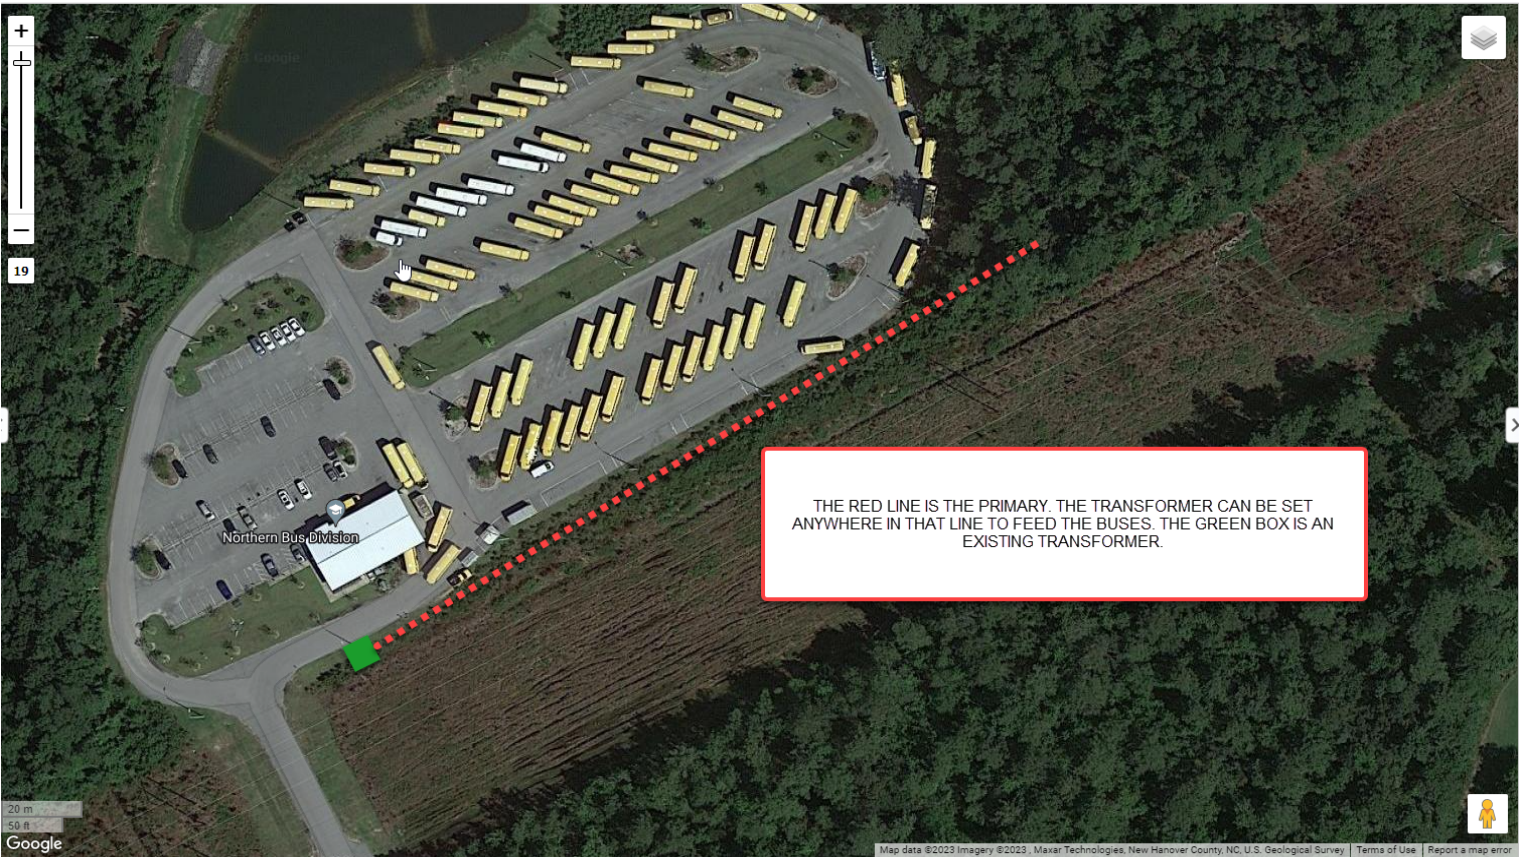 +
−
19
Google
Northern Bus Division
THE RED LINE IS THE PRIMARY. THE TRANSFORMER CAN BE SET
ANYWHERE IN THAT LINE TO FEED THE BUSES. THE GREEN BOX IS AN
EXISTING TRANSFORMER.
20 m
50 ft
Google
Map data ©2023 Imagery ©2023 , Maxar Technologies, New Hanover County, NC, U.S. Geological Survey
Terms of Use
Report a map error